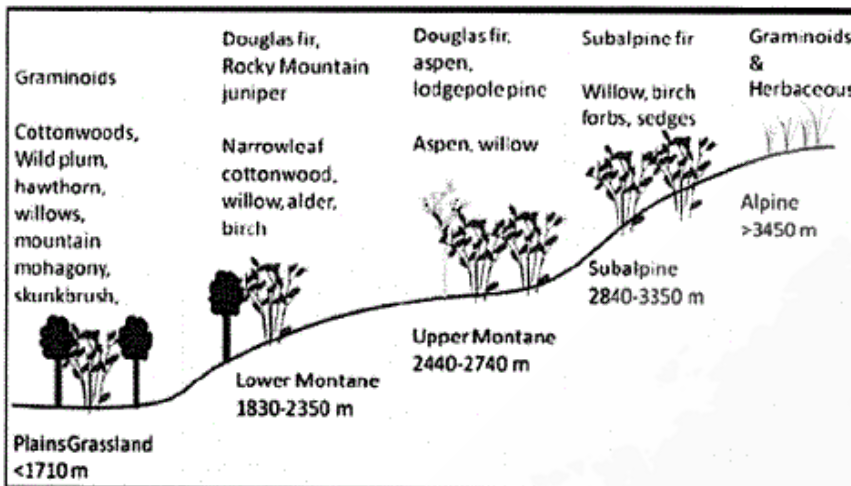 Graminoids
Cottonwoods,
Wild plum,
hawthorn,
willows,
mountain
mohagony,
skunkbrush,
Plains Grassland
<1710 m
Douglas fir,
Rocky Mountain
juniper
Narrowleaf
cottonwood,
willow, alder,
birch
Lower Montane
1830-2350 m
Douglas fir,
aspen,
lodgepole pine
Aspen, willow
Upper Montane
2440-2740 m
Subalpine fir
Willow, birch
forbs, sedges
Subalpine
2840-3350 m
Graminoids
&
Herbaceous
Alpine
>3450 m